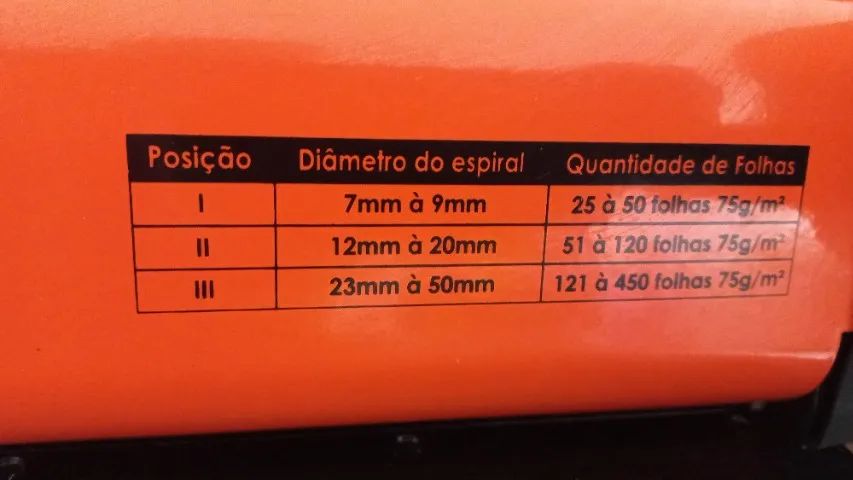 Posição Diâmetro do espiral Quantidade de Folhas
I 7mm à 9mm 25 à 50 folhas 75g/m²
II 12mm à 20mm 51 à 120 folhas 75g/m²
III 23mm à 50mm 121 à 450 folhas 75g/m²